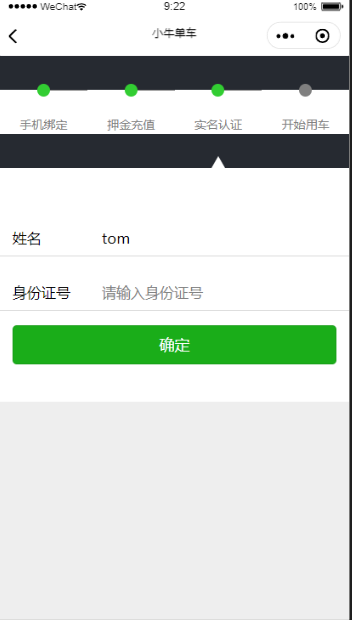 ●●●●● WeChat 9:22 100%
小牛单车
手机绑定 押金充值 实名认证 开始用车
姓名 tom
身份证号 请输入身份证号
确定